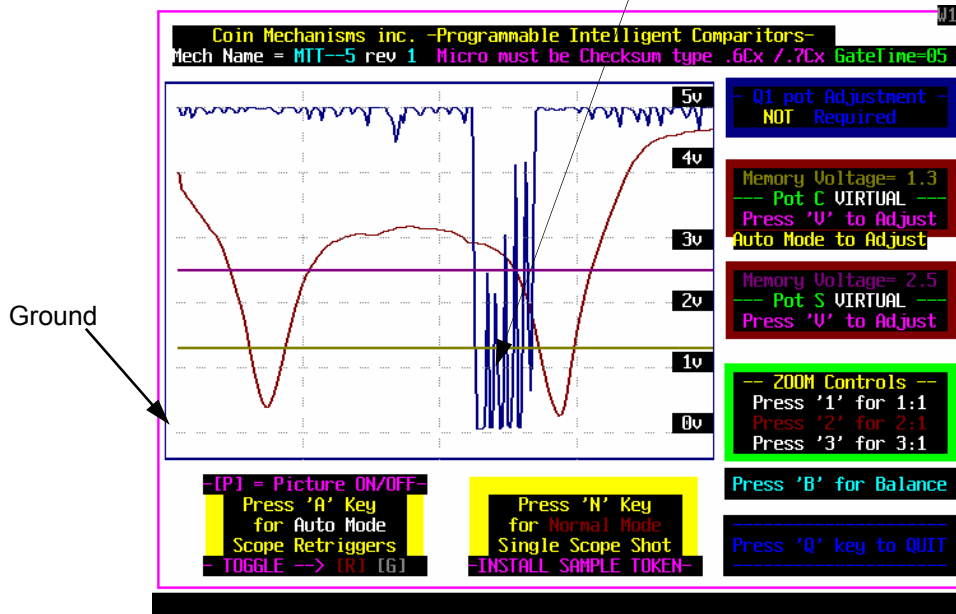 W1
Coin Mechanisms inc. -Programmable Intelligent Comparitors-
Mech Name = MTT--5 rev 1 Micro must be Checksum type .6Cx /.7Cx GateTime=05
5v
4v
3v
2v
1v
0v
Ground
- Q1 pot Adjustment -
NOT Required
Memory Voltage= 1.3
--- Pot C VIRTUAL ---
Press 'V' to Adjust
Auto Mode to Adjust
Memory Voltage= 2.5
--- Pot S VIRTUAL ---
Press 'V' to Adjust
-- ZOOM Controls --
Press '1' for 1:1
Press '2' for 2:1
Press '3' for 3:1
-[P] = Picture ON/OFF-
Press 'A' Key
for Auto Mode
Scope Retriggers
- TOGGLE --> [R] [G]
Press 'N' Key
for Normal Mode
Single Scope Shot
-INSTALL SAMPLE TOKEN-
Press 'B' for Balance
Press 'Q' key to QUIT